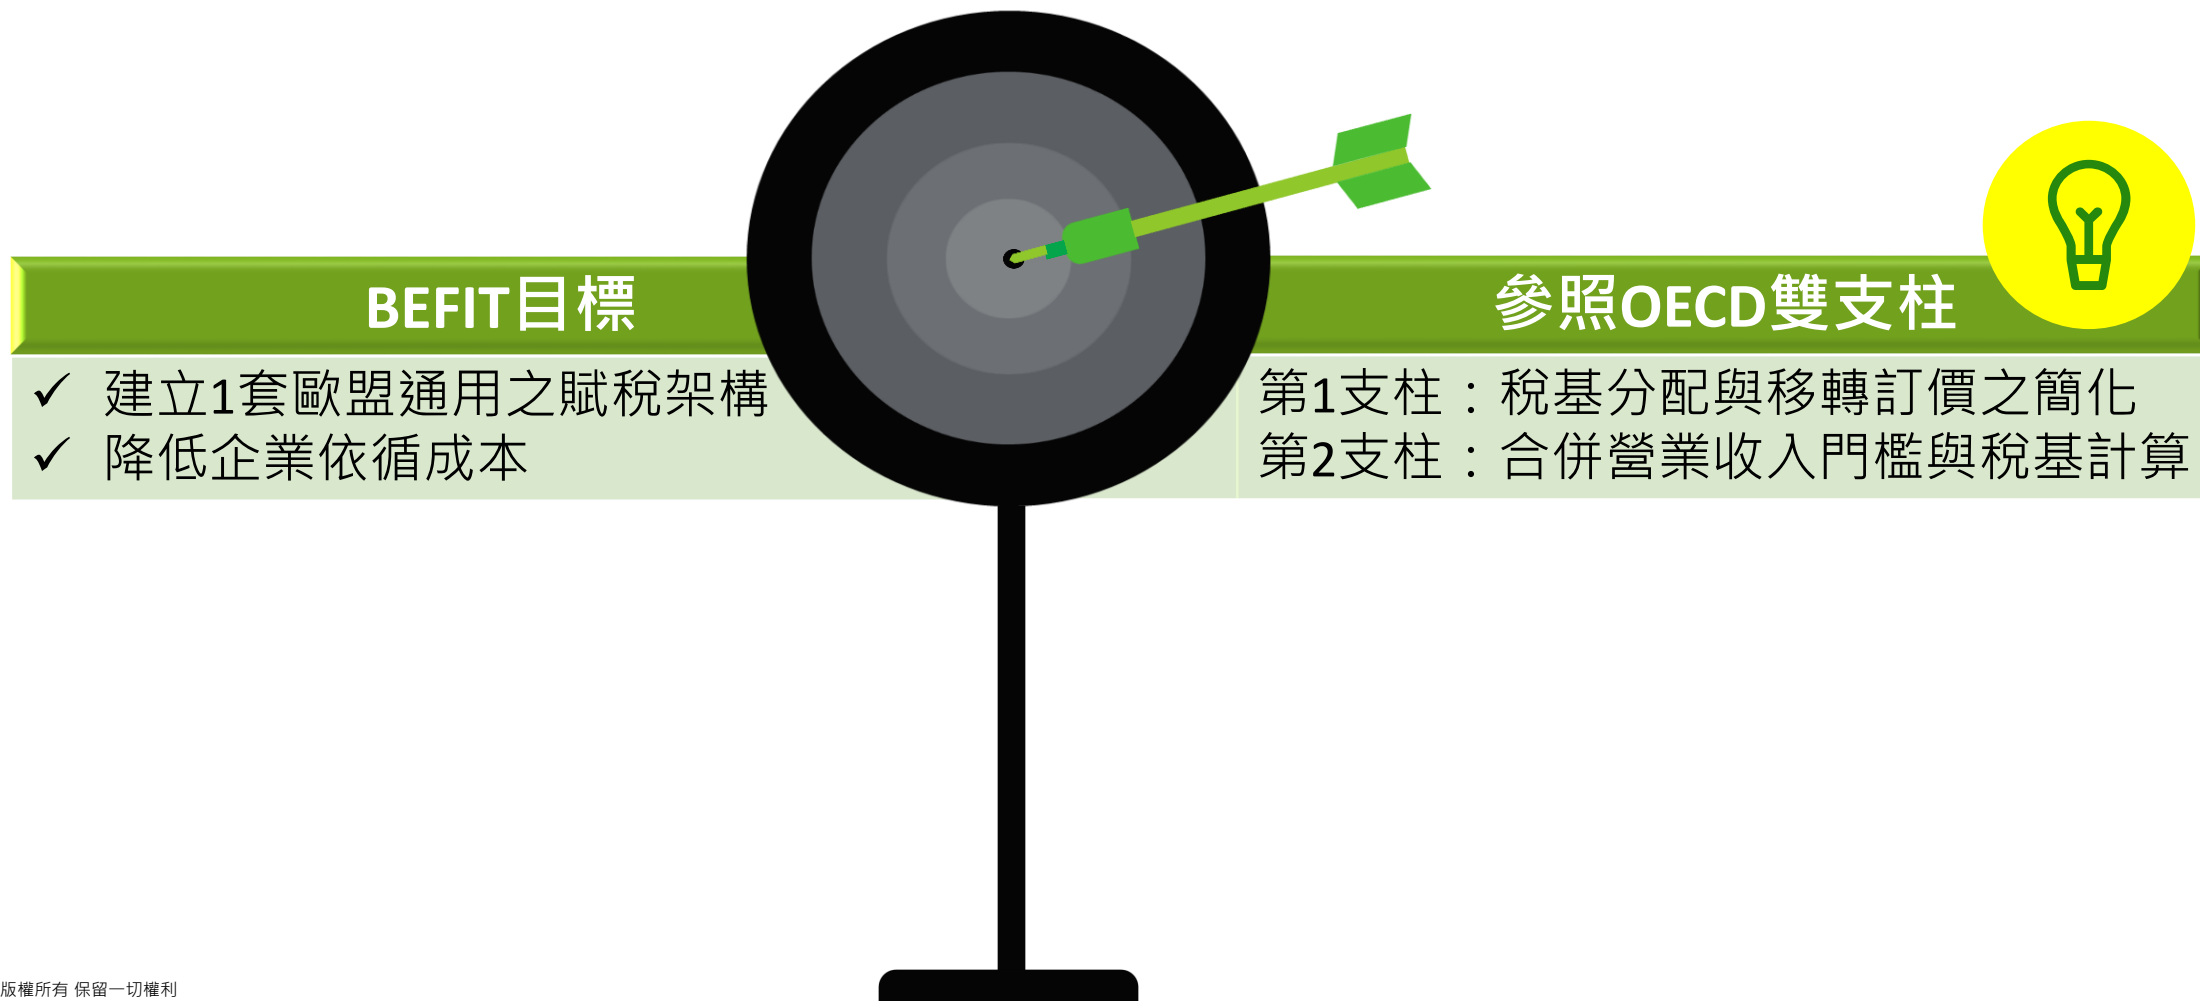 BEFIT目標
✓ 建立1套歐盟通用之賦稅架構
✓ 降低企業依循成本
參照OECD雙支柱
第1支柱：稅基分配與移轉訂價之簡化
第2支柱：合併營業收入門檻與稅基計算
版權所有 保留一切權利